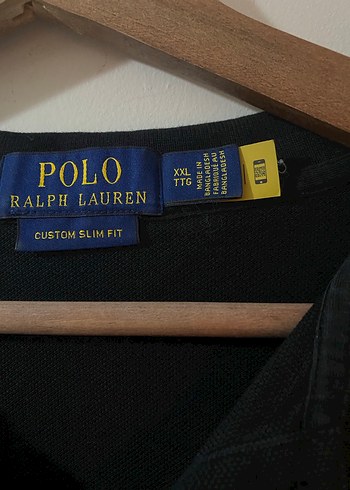 POLO
RALPH LAUREN
CUSTOM SLIM FIT
XXL
TTG
MADE IN
BANGLADESH
FABRIQUÉ AU
BANGLADESH